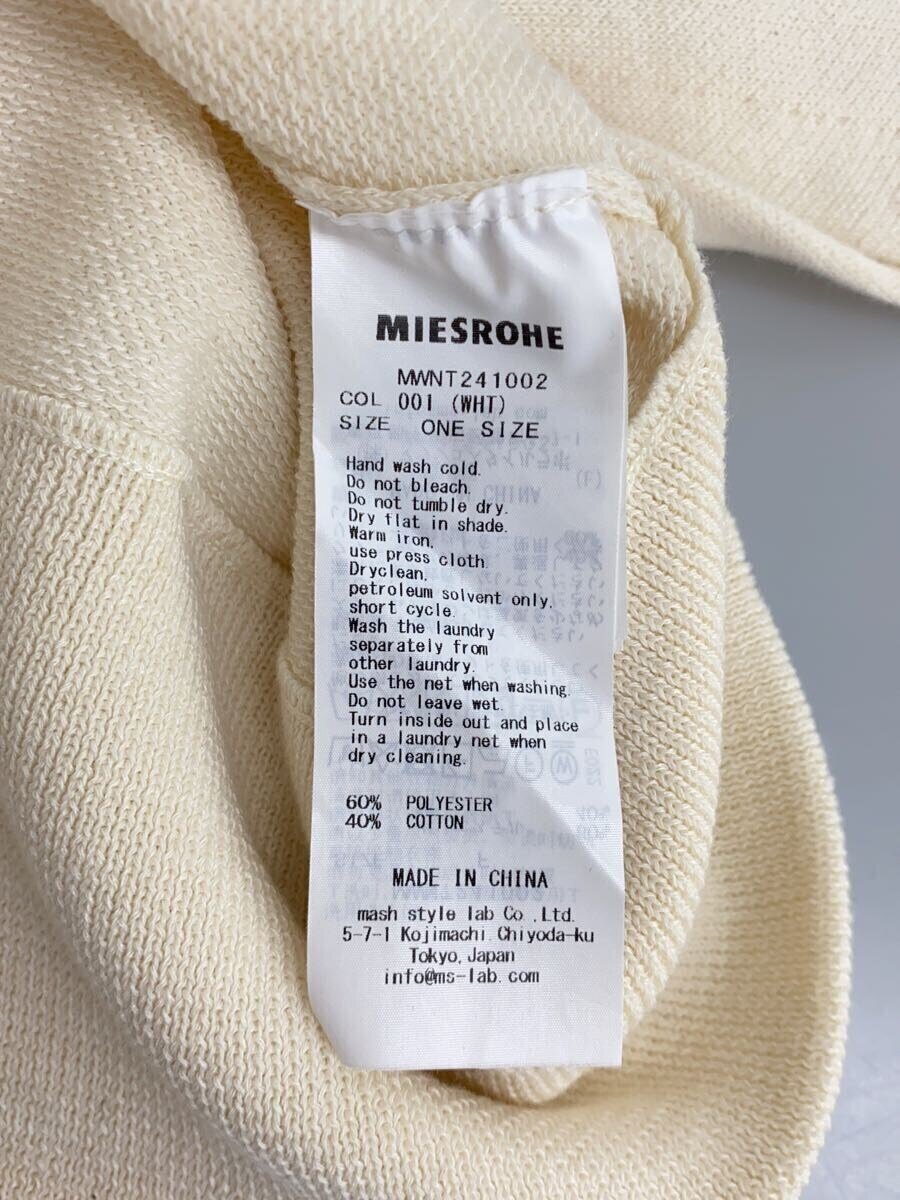 MIESROHE
MWNT241002
COL 001 (WHT)
SIZE ONE SIZE
Hand wash cold.
Do not bleach.
Do not tumble dry.
Dry flat in shade.
Warm iron,
use press cloth.
Dryclean,
petroleum solvent only.
short cycle.
Wash the laundry
separately from
other laundry.
Use the net when washing.
Do not leave wet.
Turn inside out and place
in a laundry net when
dry cleaning.
60% POLYESTER
40% COTTON
MADE IN CHINA
mash style lab Co.,Ltd.
5-7-1 Kojimachi,Chiyoda-ku
Tokyo,Japan
info@ms-lab.com